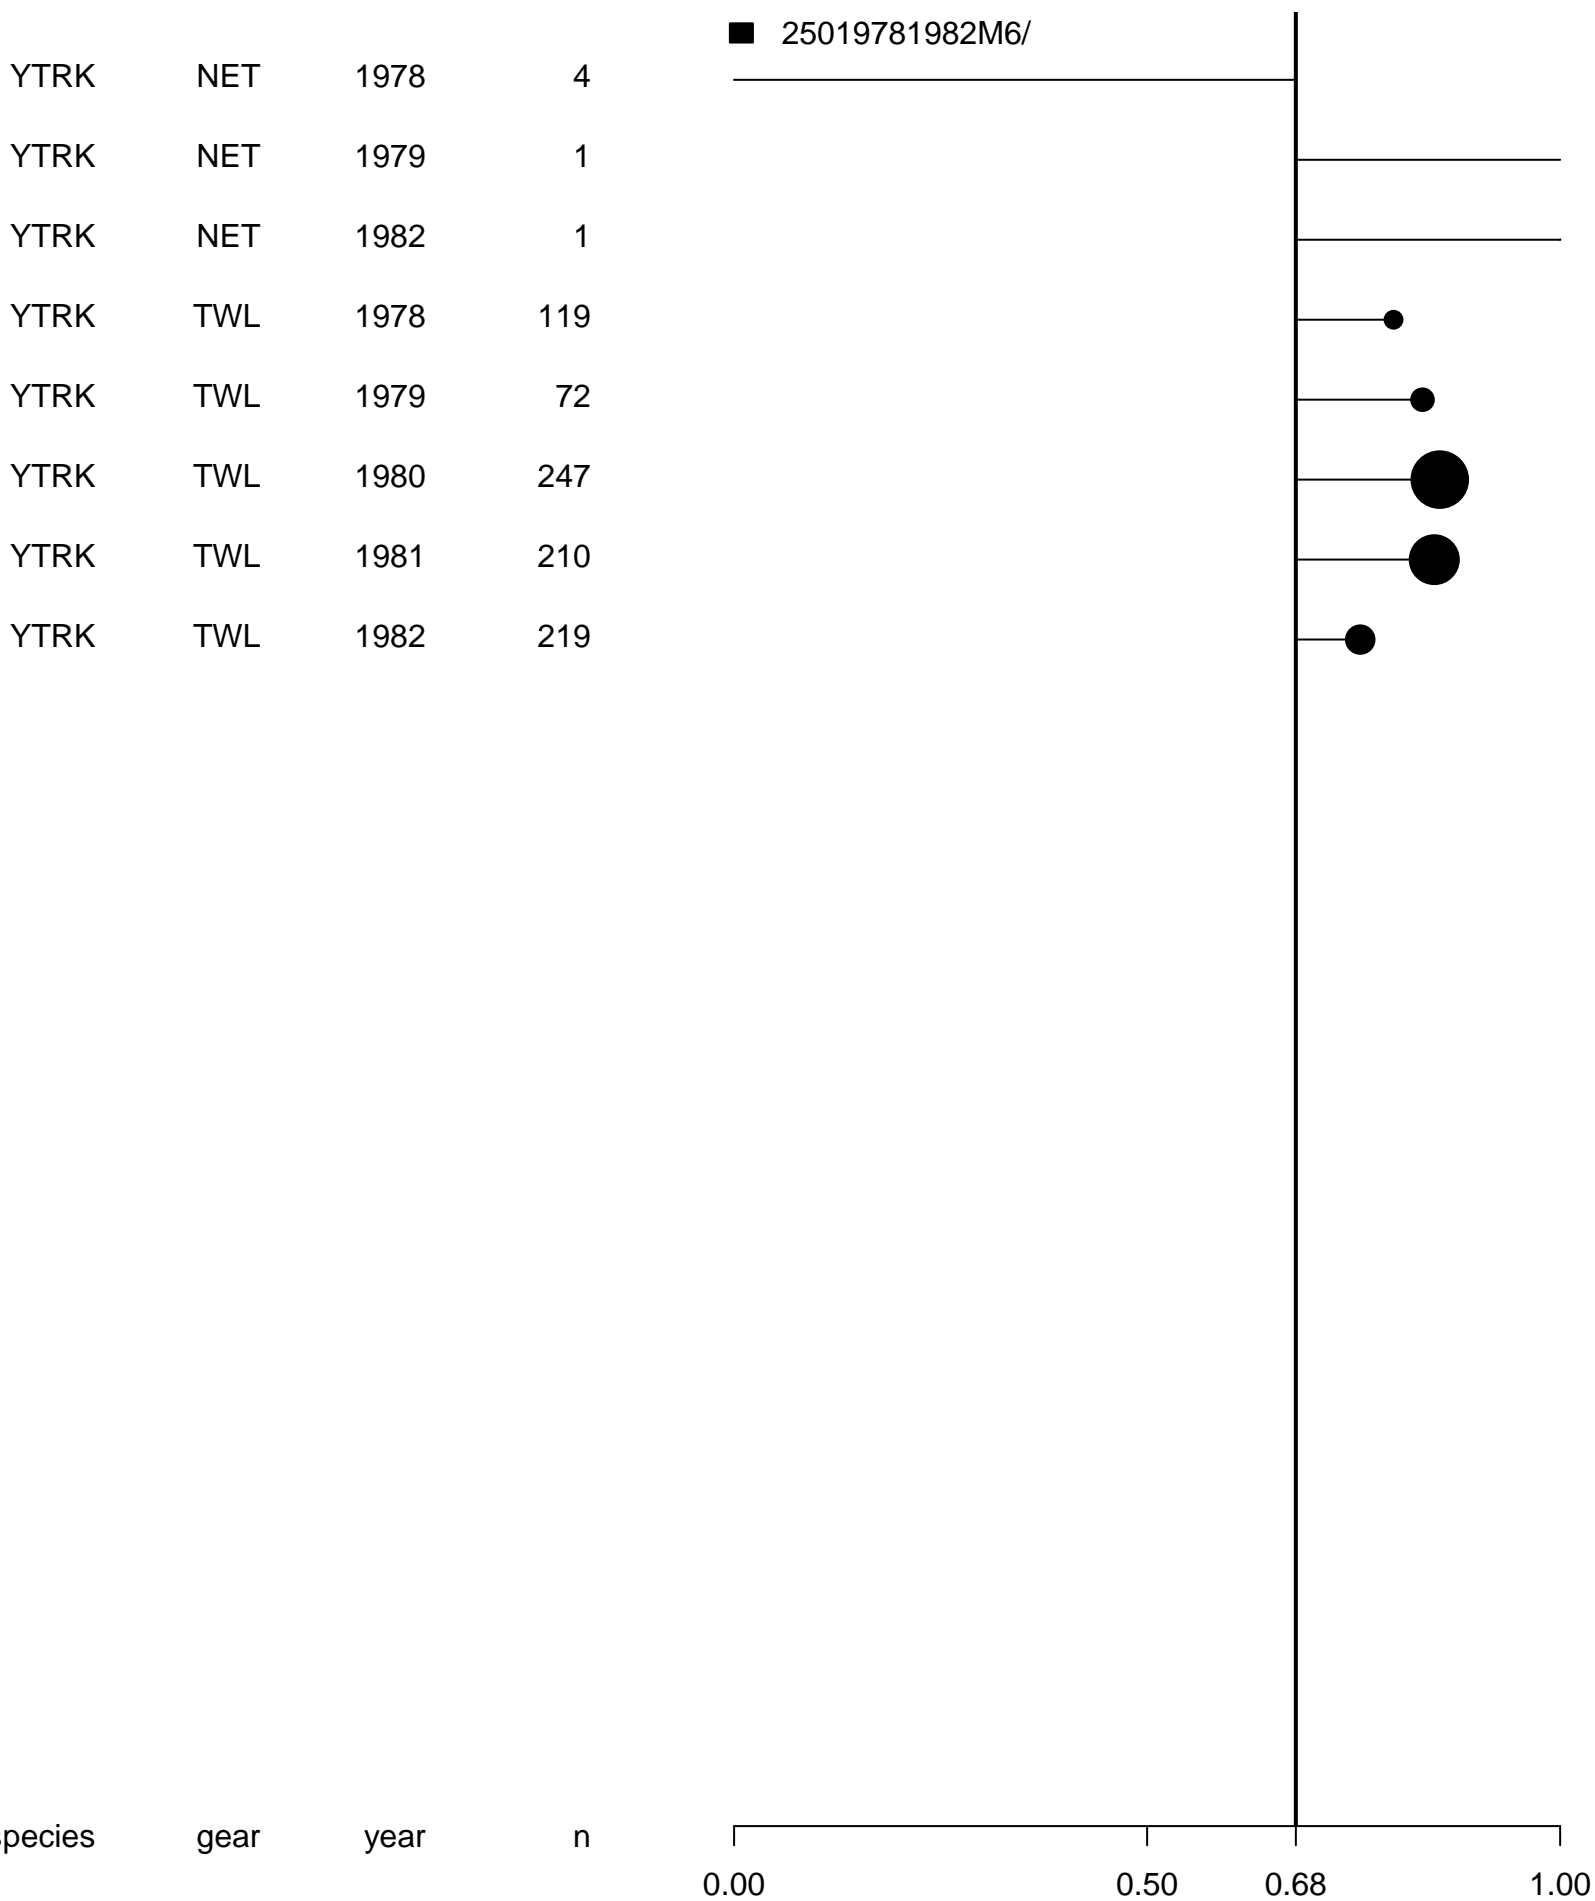 25019781982M6/
YTRK NET 1978 4
YTRK NET 1979 1
YTRK NET 1982 1
YTRK TWL 1978 119
YTRK TWL 1979 72
YTRK TWL 1980 247
YTRK TWL 1981 210
YTRK TWL 1982 219
species gear year n
0.00 0.50 0.68 1.00